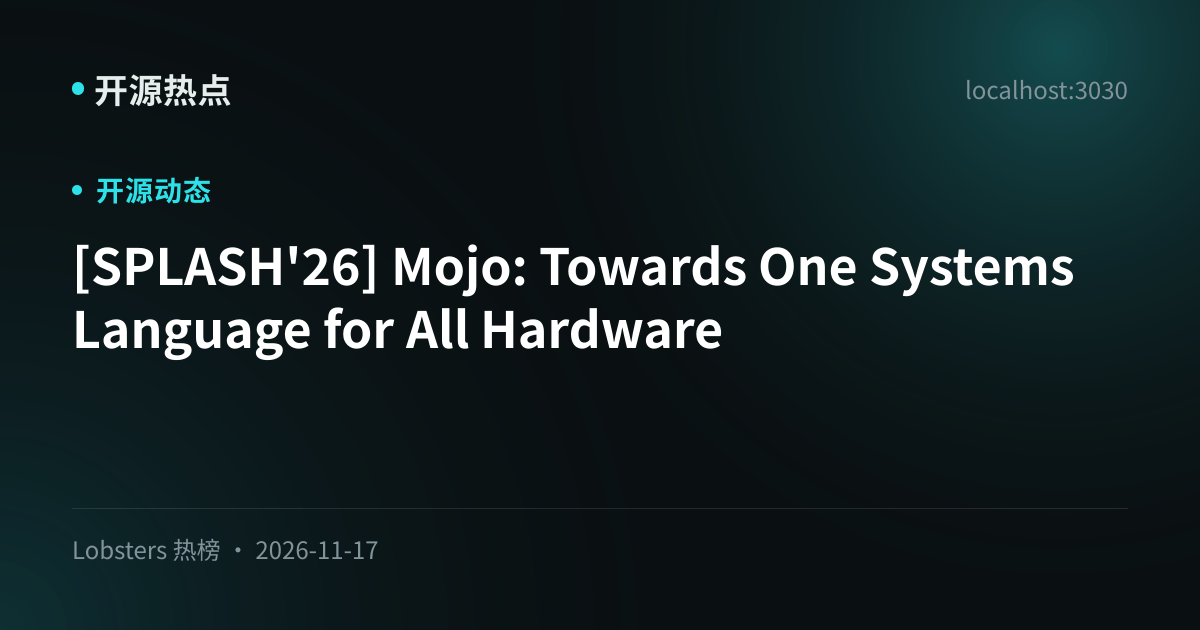 开源热点
localhost:3030
开源动态
[SPLASH'26] Mojo: Towards One Systems
Language for All Hardware
Lobsters 热榜 · 2026-11-17